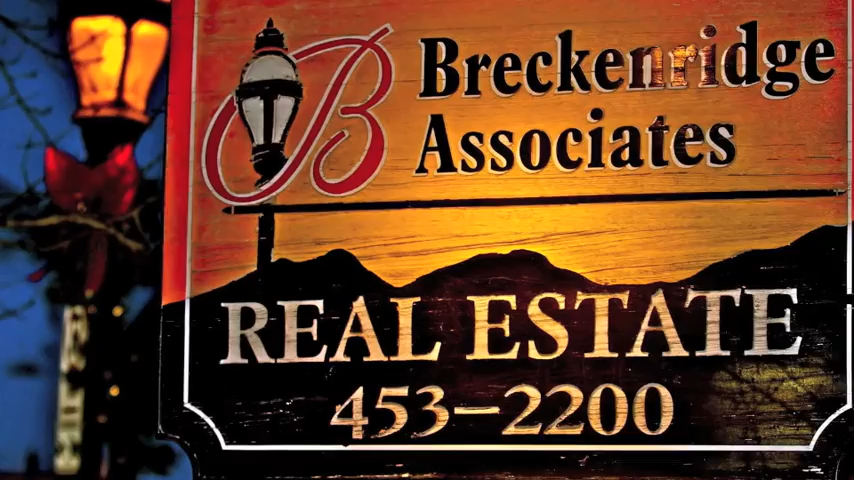 B
Breckenridge
Associates
REAL ESTATE
453-2200